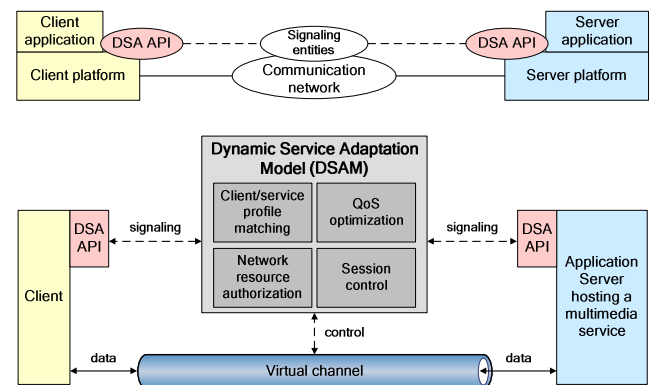 Client
application
DSA API
Signaling
entities
DSA API
Server
application
Client platform
Communication
network
Server platform
Dynamic Service Adaptation
Model (DSAM)
Client/service
profile
matching
QoS
optimization
Network
resource
authorization
Session
control
DSA
API
signaling
signaling
DSA
API
Client
Application
Server
hosting a
multimedia
service
control
data
Virtual channel
data